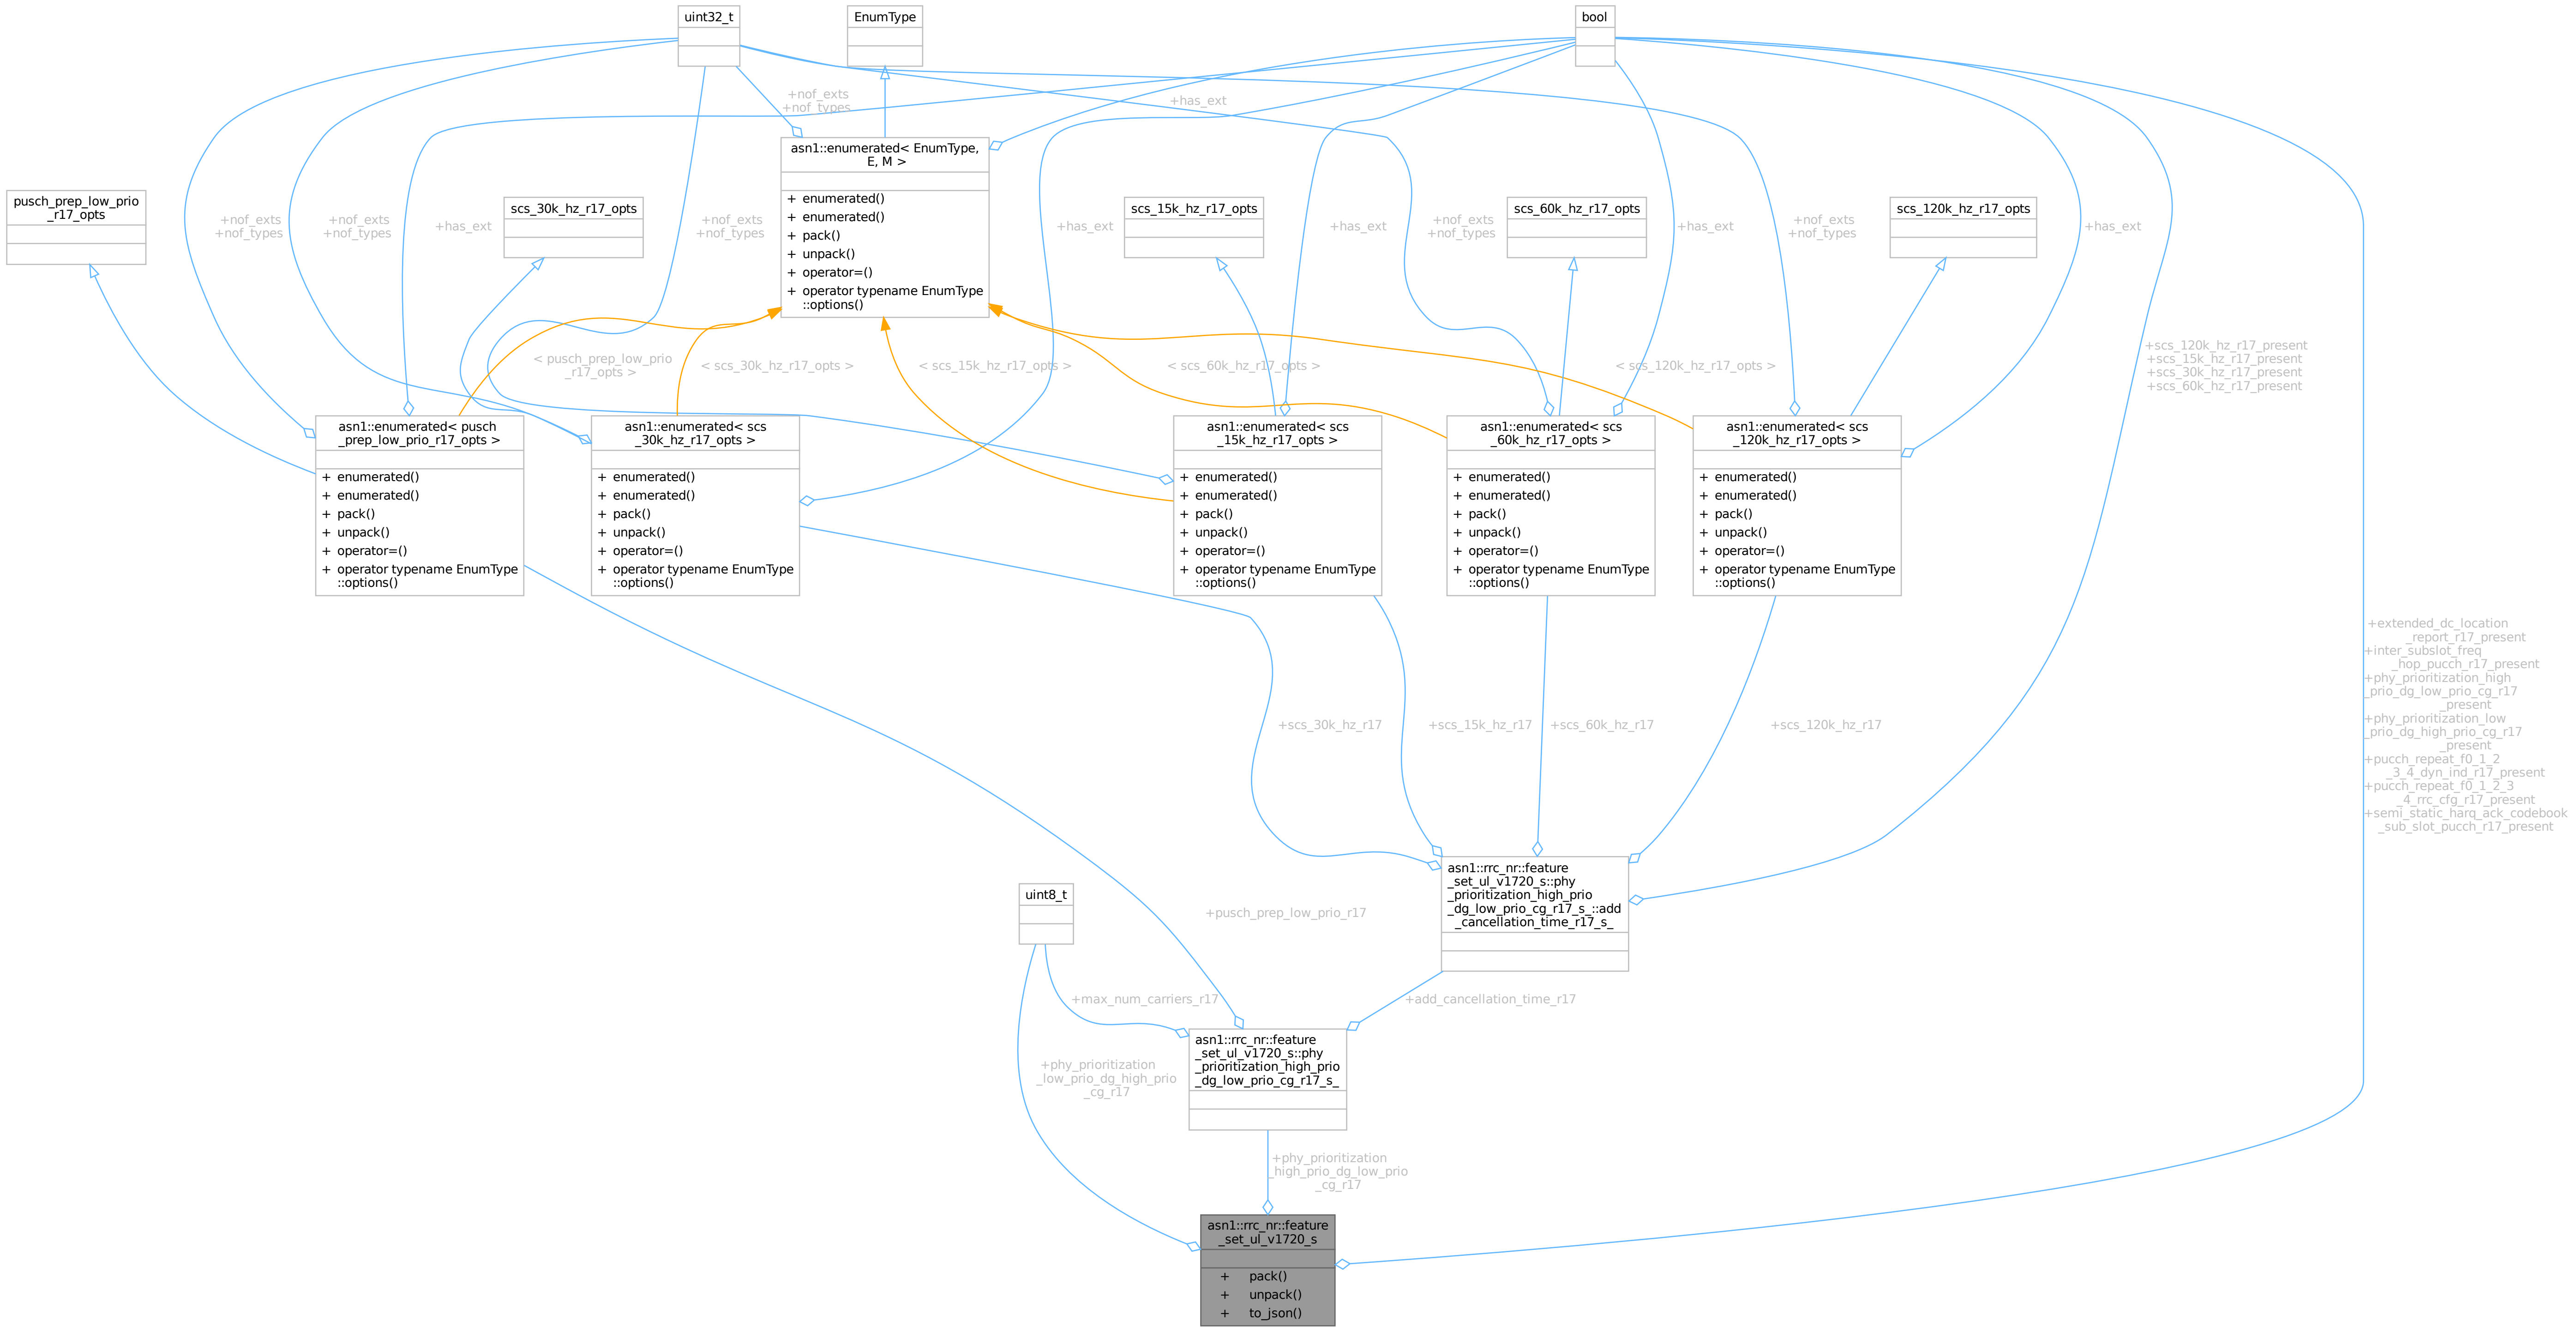 uint32_t
EnumType
bool
+nof_exts
+nof_types
+has_ext
asn1::enumerated< EnumType,
E, M >
+ enumerated()
+ enumerated()
+ pack()
+ unpack()
+ operator=()
+ operator typename EnumType
::options()
pusch_prep_low_prio
_r17_opts
+nof_exts
+nof_types
+nof_exts
+nof_types
+has_ext
scs_30k_hz_r17_opts
+nof_exts
+nof_types
+has_ext
scs_15k_hz_r17_opts
+has_ext
+nof_exts
+nof_types
scs_60k_hz_r17_opts
+has_ext
+nof_exts
+nof_types
scs_120k_hz_r17_opts
+has_ext
< pusch_prep_low_prio
_r17_opts >
< scs_30k_hz_r17_opts >
< scs_15k_hz_r17_opts >
< scs_60k_hz_r17_opts >
< scs_120k_hz_r17_opts >
+scs_120k_hz_r17_present
+scs_15k_hz_r17_present
+scs_30k_hz_r17_present
+scs_60k_hz_r17_present
asn1::enumerated< pusch
_prep_low_prio_r17_opts >
+ enumerated()
+ enumerated()
+ pack()
+ unpack()
+ operator=()
+ operator typename EnumType
::options()
asn1::enumerated< scs
_30k_hz_r17_opts >
+ enumerated()
+ enumerated()
+ pack()
+ unpack()
+ operator=()
+ operator typename EnumType
::options()
asn1::enumerated< scs
_15k_hz_r17_opts >
+ enumerated()
+ enumerated()
+ pack()
+ unpack()
+ operator=()
+ operator typename EnumType
::options()
asn1::enumerated< scs
_60k_hz_r17_opts >
+ enumerated()
+ enumerated()
+ pack()
+ unpack()
+ operator=()
+ operator typename EnumType
::options()
asn1::enumerated< scs
_120k_hz_r17_opts >
+ enumerated()
+ enumerated()
+ pack()
+ unpack()
+ operator=()
+ operator typename EnumType
::options()
+extended_dc_location
_report_r17_present
+inter_subslot_freq
_hop_pucch_r17_present
+phy_prioritization_high
_prio_dg_low_prio_cg_r17
_present
+phy_prioritization_low
_prio_dg_high_prio_cg_r17
_present
+pucch_repeat_f0_1_2
_3_4_dyn_ind_r17_present
+pucch_repeat_f0_1_2_3
_4_rrc_cfg_r17_present
+semi_static_harq_ack_codebook
_sub_slot_pucch_r17_present
+scs_30k_hz_r17
+scs_15k_hz_r17
+scs_60k_hz_r17
+scs_120k_hz_r17
asn1::rrc_nr::feature
_set_ul_v1720_s::phy
_prioritization_high_prio
_dg_low_prio_cg_r17_s_::add
_cancellation_time_r17_s_
uint8_t
+pusch_prep_low_prio_r17
+max_num_carriers_r17
+add_cancellation_time_r17
asn1::rrc_nr::feature
_set_ul_v1720_s::phy
_prioritization_high_prio
_dg_low_prio_cg_r17_s_
+phy_prioritization
_low_prio_dg_high_prio
_cg_r17
+phy_prioritization
_high_prio_dg_low_prio
_cg_r17
asn1::rrc_nr::feature
_set_ul_v1720_s
+ pack()
+ unpack()
+ to_json()